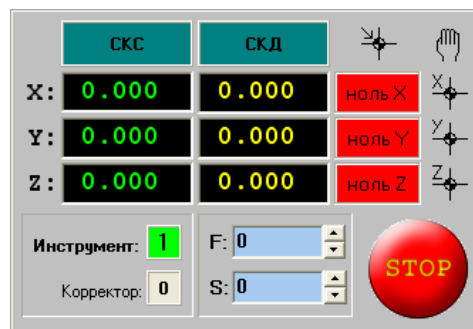 СКС СКД
X: 0.000 0.000 ноль X X
Y: 0.000 0.000 ноль Y Y
Z: 0.000 0.000 ноль Z Z
Инструмент: 1 F: 0
STOP
Корректор: 0 S: 0